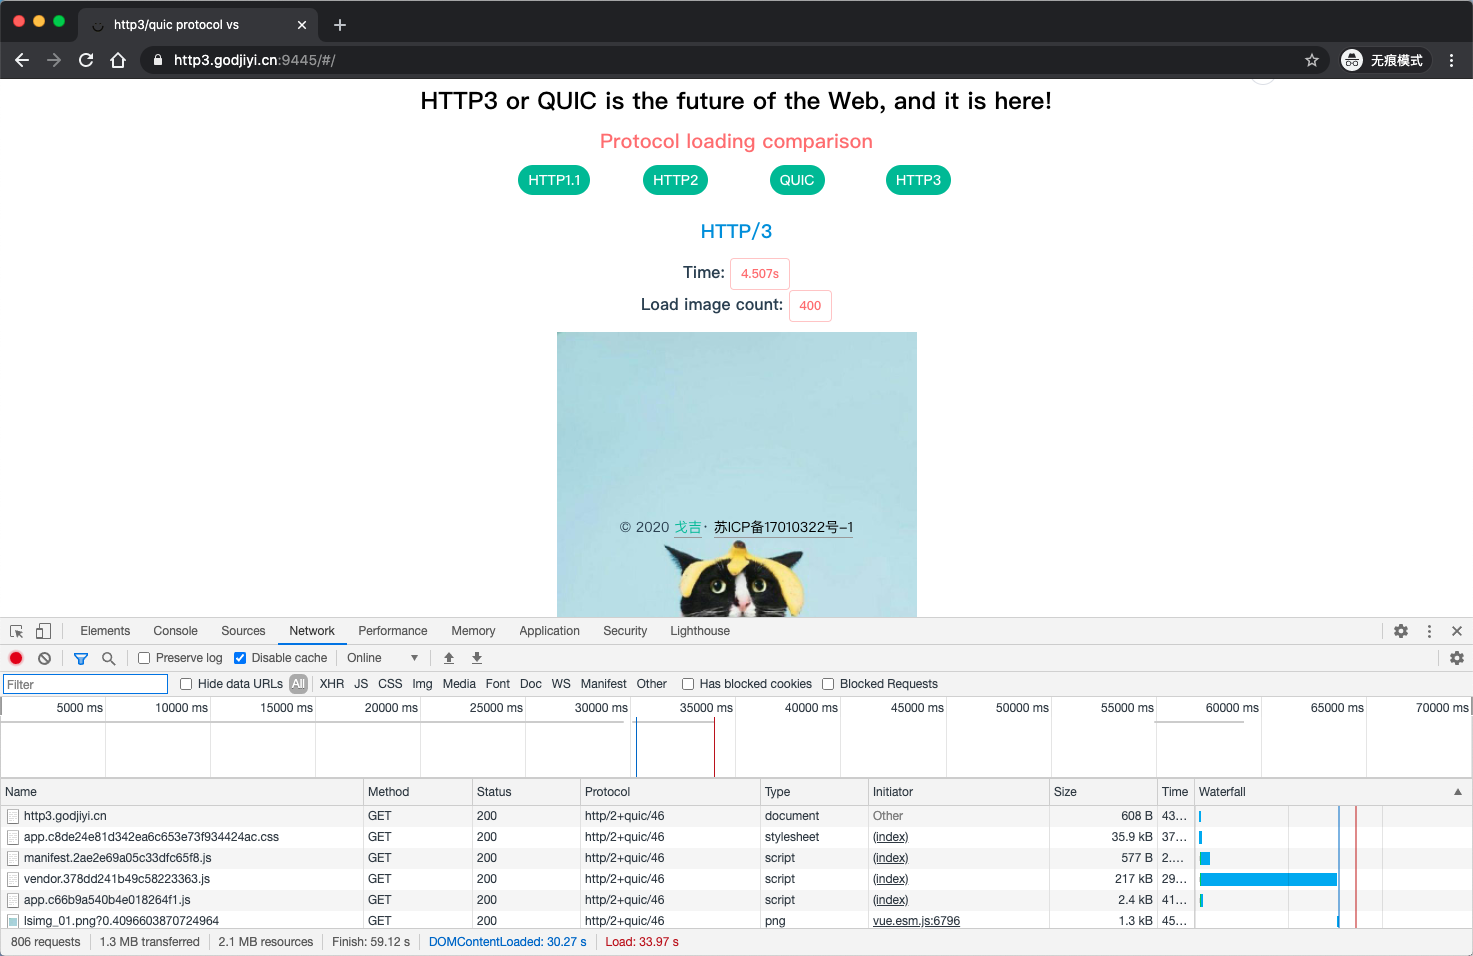 http3/quic protocol vs
http3.godjiyi.cn:9445/#/
无痕模式
HTTP3 or QUIC is the future of the Web, and it is here!
Protocol loading comparison
HTTP1.1 HTTP2 QUIC HTTP3
HTTP/3
Time: 4.507s
Load image count: 400
© 2020 戈吉· 苏ICP备17010322号-1
Elements Console Sources Network Performance Memory Application Security Lighthouse
Preserve log Disable cache Online
Filter Hide data URLs All XHR JS CSS Img Media Font Doc WS Manifest Other Has blocked cookies Blocked Requests
5000 ms 10000 ms 15000 ms 20000 ms 25000 ms 30000 ms 35000 ms 40000 ms 45000 ms 50000 ms 55000 ms 60000 ms 65000 ms 70000 ms
Name Method Status Protocol Type Initiator Size Time Waterfall
http3.godjiyi.cn GET 200 http/2+quic/46 document Other 608 B 43...
app.c8de24e81d342ea6c653e73f934424ac.css GET 200 http/2+quic/46 stylesheet (index) 35.9 kB 37...
manifest.2ae2e69a05c33dfc65f8.js GET 200 http/2+quic/46 script (index) 577 B 2....
vendor.378dd241b49c58223363.js GET 200 http/2+quic/46 script (index) 217 kB 29...
app.c66b9a540b4e018264f1.js GET 200 http/2+quic/46 script (index) 2.4 kB 41...
lsimg_01.png?0.4096603870724964 GET 200 http/2+quic/46 png vue.esm.js:6796 1.3 kB 45...
806 requests 1.3 MB transferred 2.1 MB resources Finish: 59.12 s DOMContentLoaded: 30.27 s Load: 33.97 s